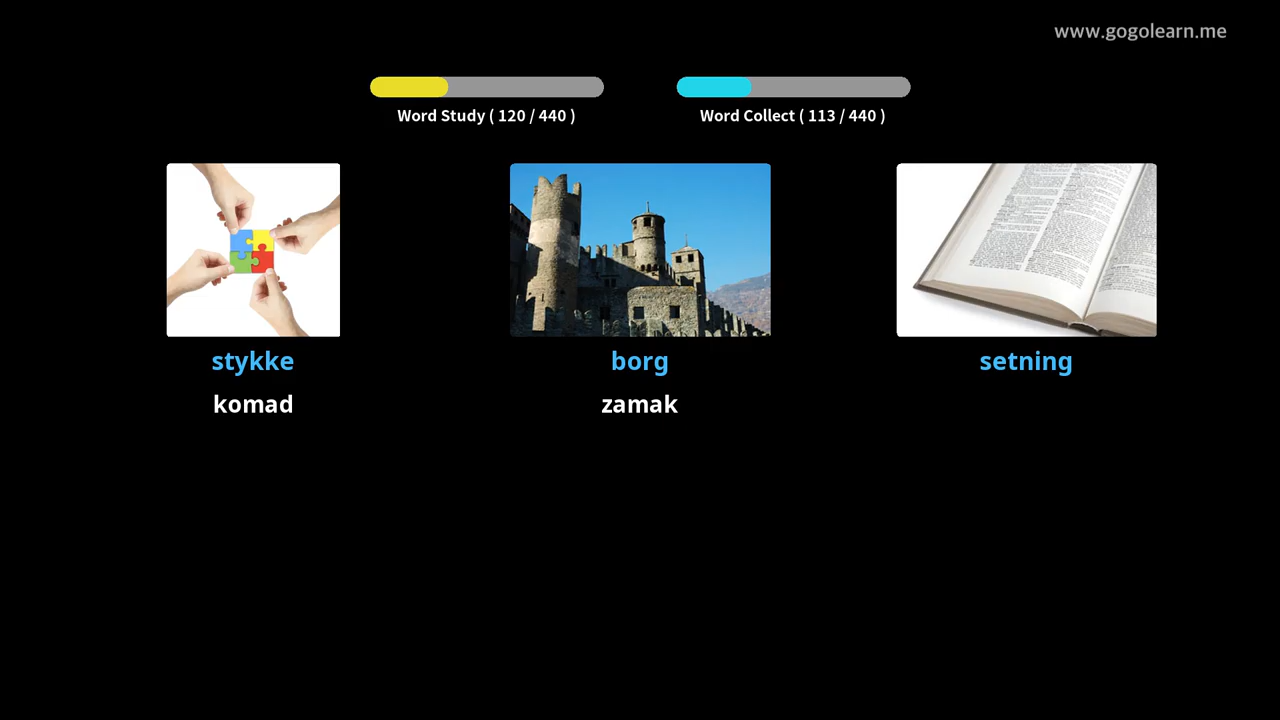 www.gogolearn.me
Word Study ( 120 / 440 )
Word Collect ( 113 / 440 )
stykke
borg
setning
komad
zamak